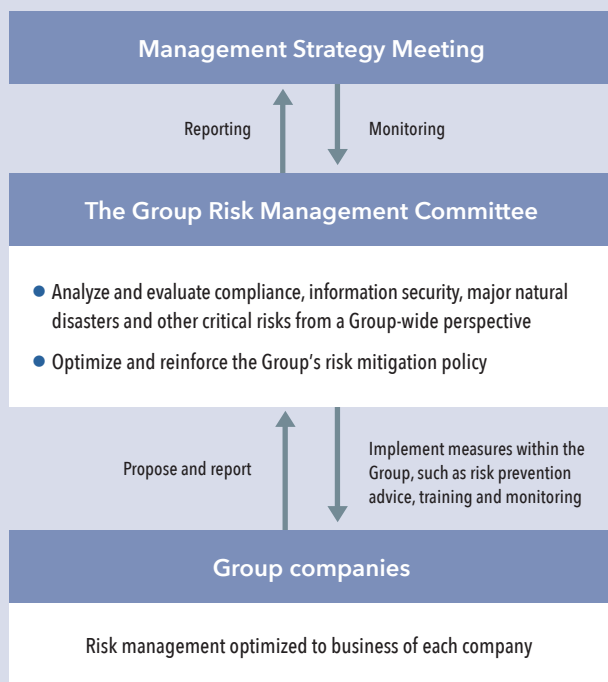 Management Strategy Meeting
Reporting
Monitoring
The Group Risk Management Committee
● Analyze and evaluate compliance, information security, major natural
disasters and other critical risks from a Group-wide perspective
● Optimize and reinforce the Group’s risk mitigation policy
Propose and report
Implement measures within the
Group, such as risk prevention
advice, training and monitoring
Group companies
Risk management optimized to business of each company